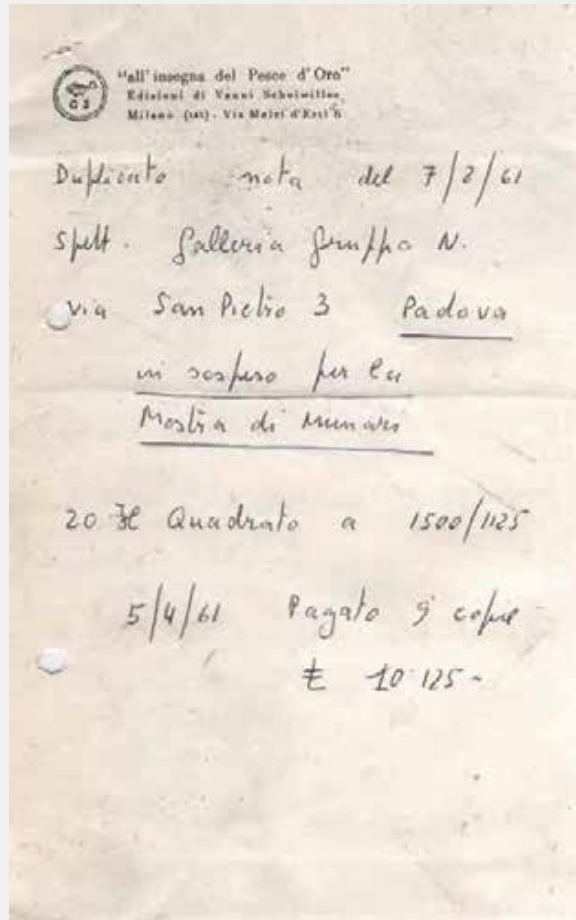 G S
"all'insegna del Pesce d'Oro"
Edizioni di Vanni Scheiwiller
Milano - Via Melzi d'Eril 6
Duplicato nota del 7/2/61
Spett. Galleria Gruppo N.
via San Pietro 3 Padova
in sospeso per la
Mostra di Munari
20 Il Quadrato a 1500/1125
5/4/61 Pagato 9 copie
£ 10.125-